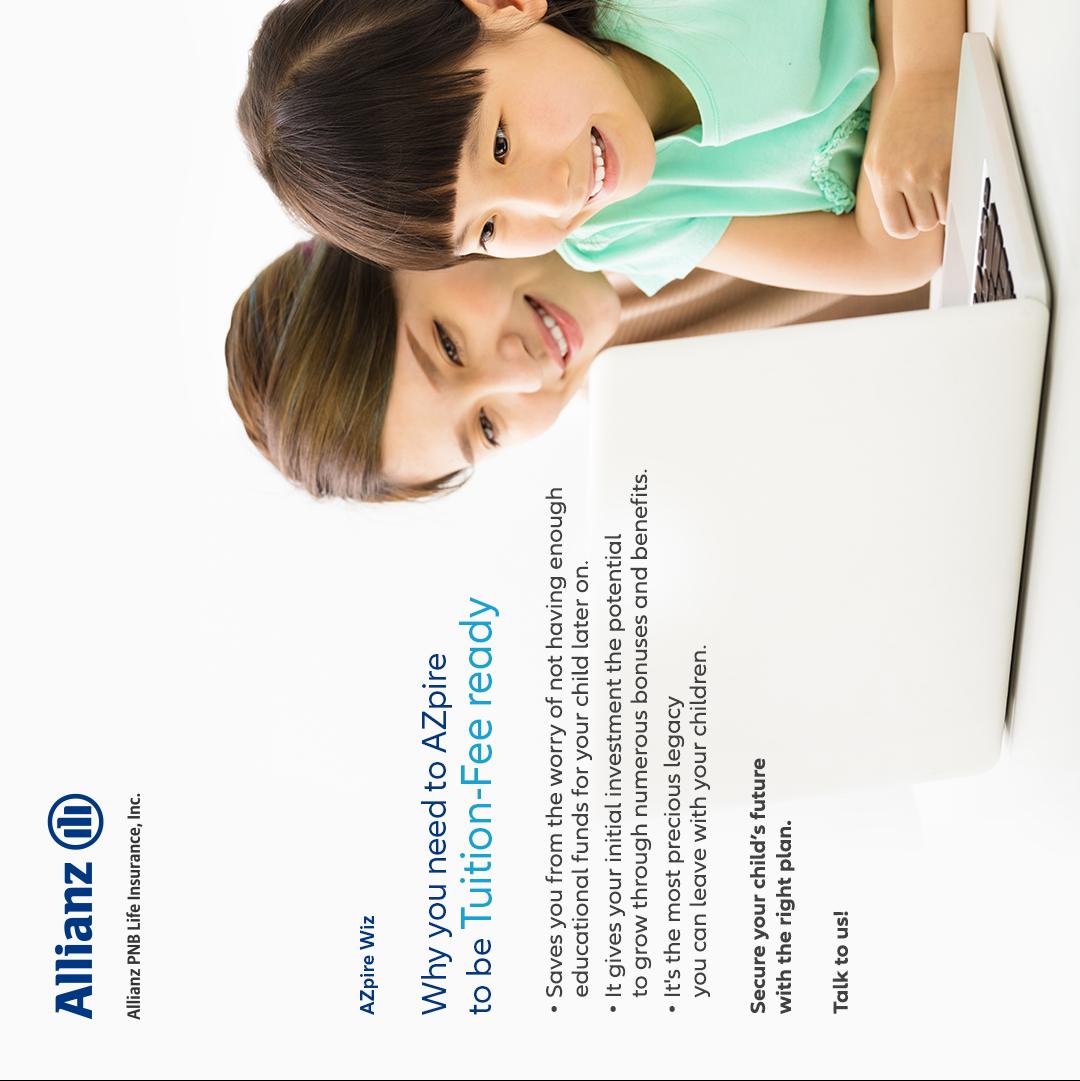 Allianz
Allianz PNB Life Insurance, Inc.
AZpire Wiz
Why you need to AZpire
to be Tuition-Fee ready
• Saves you from the worry of not having enough
educational funds for your child later on.
• It gives your initial investment the potential
to grow through numerous bonuses and benefits.
• It's the most precious legacy
you can leave with your children.
Secure your child's future
with the right plan.
Talk to us!